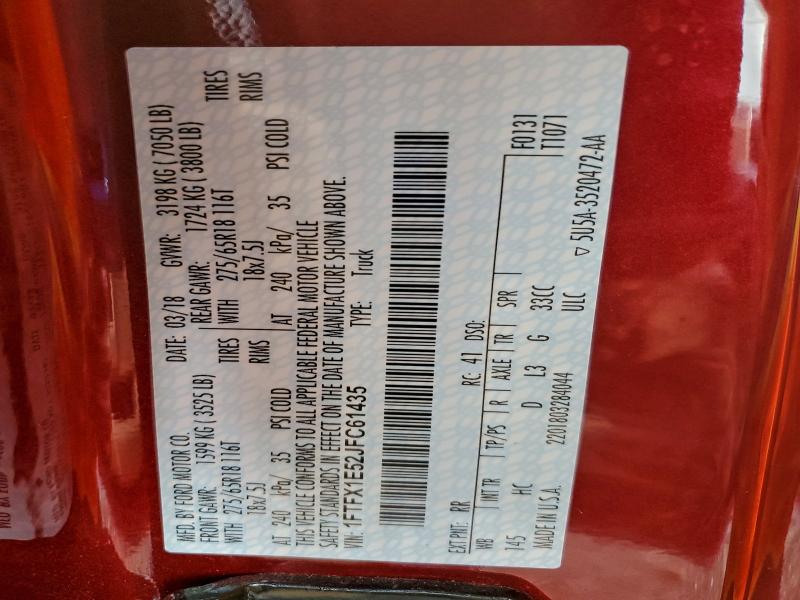 MFD. BY FORD MOTOR CO. DATE: 03/18 GVWR: 3198 KG ( 7050 LB)
FRONT GAWR: 1599 KG ( 3525 LB) REAR GAWR: 1724 KG ( 3800 LB)
WITH 275/65R18 116T TIRES WITH 275/65R18 116T TIRES
18x7.5J RIMS 18x7.5J RIMS
AT 240 kPa/ 35 PSI COLD AT 240 kPa/ 35 PSI COLD
THIS VEHICLE CONFORMS TO ALL APPLICABLE FEDERAL MOTOR VEHICLE
SAFETY STANDARDS IN EFFECT ON THE DATE OF MANUFACTURE SHOWN ABOVE.
VIN: 1FTFX1E52JFC61435 TYPE: Truck
EXT PNT: RR RC: 41 DSO: F0131
WB INTTR TP/PS R AXLE TR SPR T1071
145 HC D L3 G 33CC
ULC ▽ 5U5A-3520472-AA
MADE IN U.S.A. 2201803284044